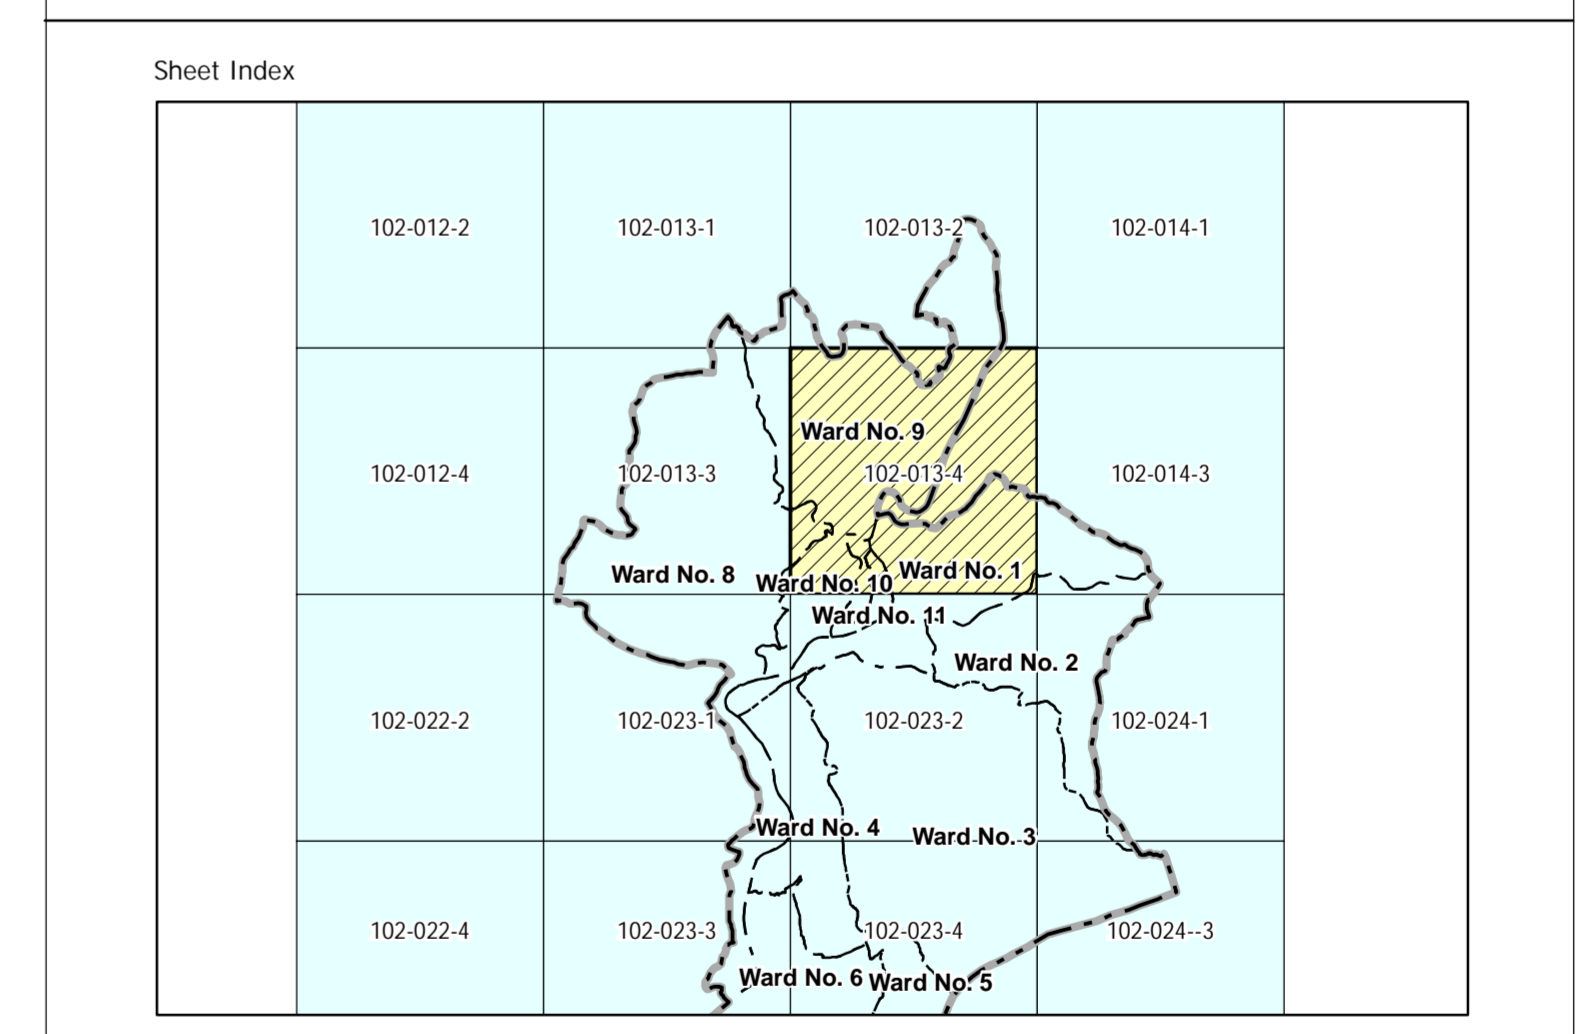 Sheet Index
102-012-2
102-013-1
102-013-2
102-014-1
Ward No. 9
102-012-4
102-013-3
102-013-4
102-014-3
Ward No. 8
Ward No. 10
Ward No. 1
Ward No. 11
Ward No. 2
102-022-2
102-023-1
102-023-2
102-024-1
Ward No. 4
Ward No. 3
102-022-4
102-023-3
102-023-4
102-024--3
Ward No. 6
Ward No. 5